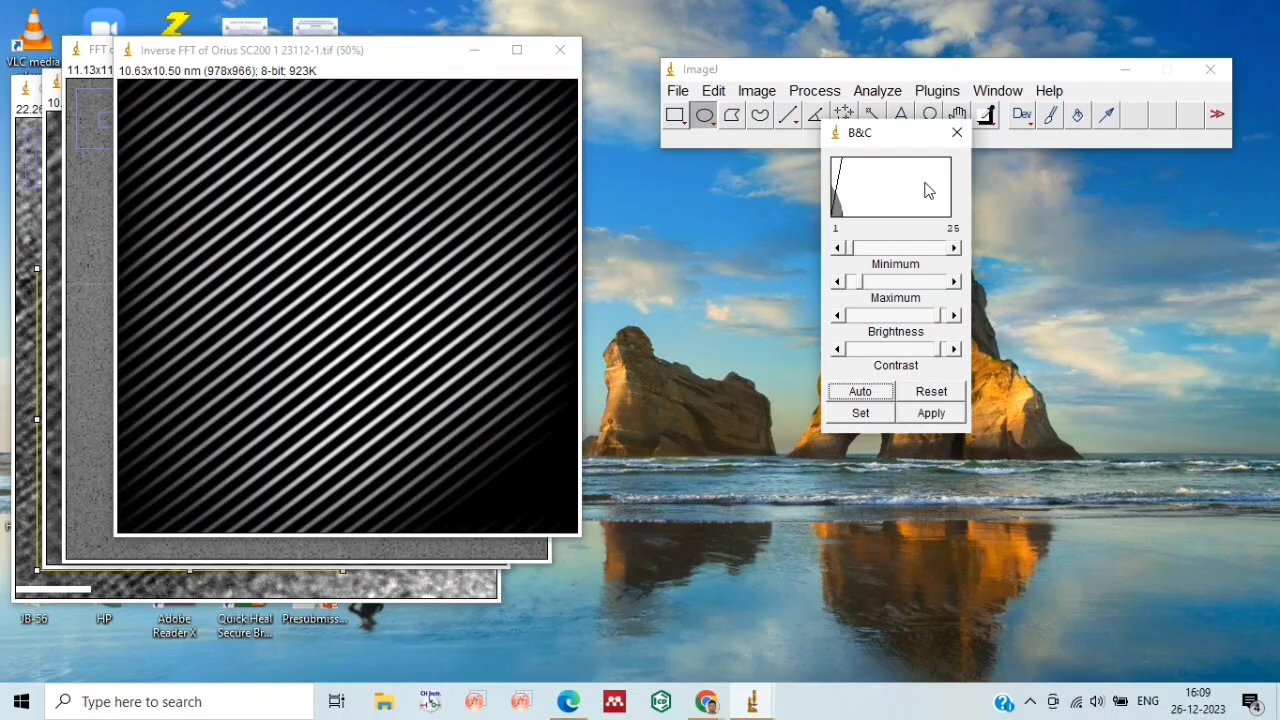 VLC media
FFT
Inverse FFT of Orius SC200 1 23112-1.tif (50%)
11.13x11
10.63x10.50 nm (978x966); 8-bit; 923K
22.26
10.
ImageJ
File Edit Image Process Analyze Plugins Window Help
A
Dev
>>
B&C
1 25
Minimum
Maximum
Brightness
Contrast
Auto Reset
Set Apply
JB-56
HP
Adobe
Reader X
Quick Heal
Secure Br...
Presubmiss...
Type here to search
ENG
16:09
26-12-2023
4